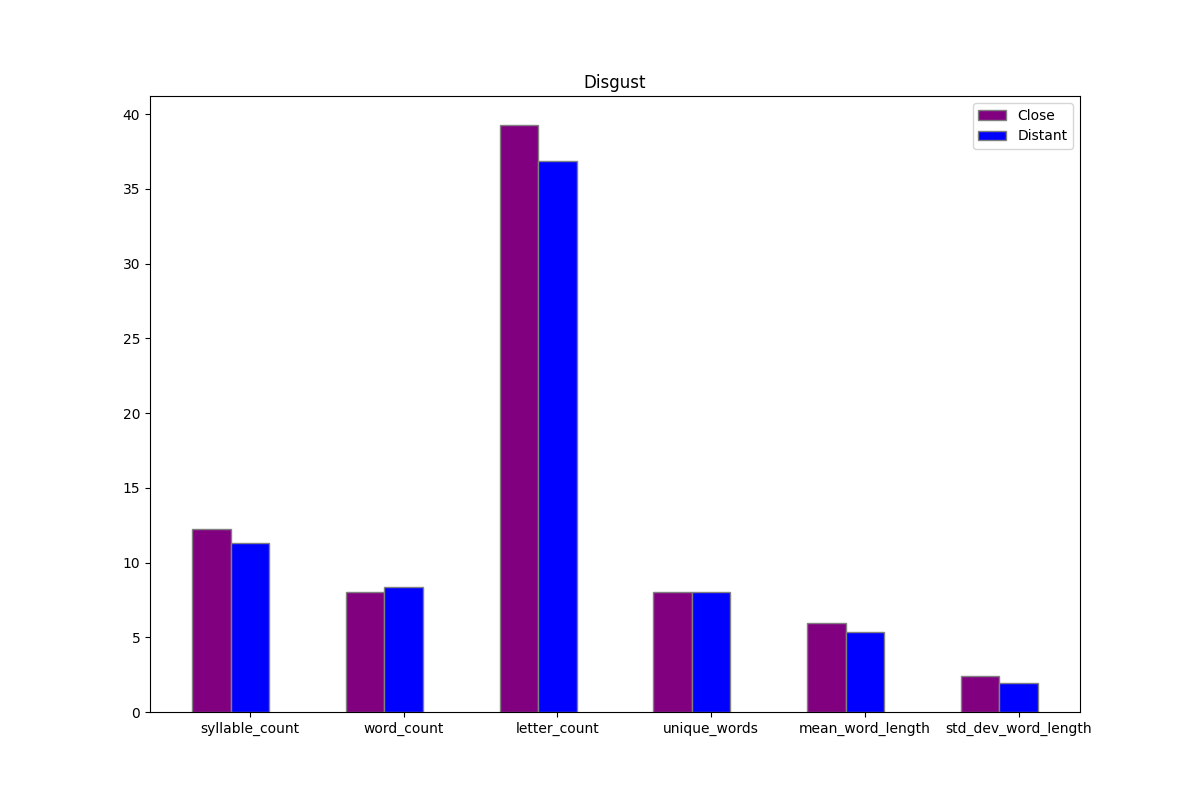 Disgust
Close
Distant
40
35
30
25
20
15
10
5
0
syllable_count word_count letter_count unique_words mean_word_length std_dev_word_length